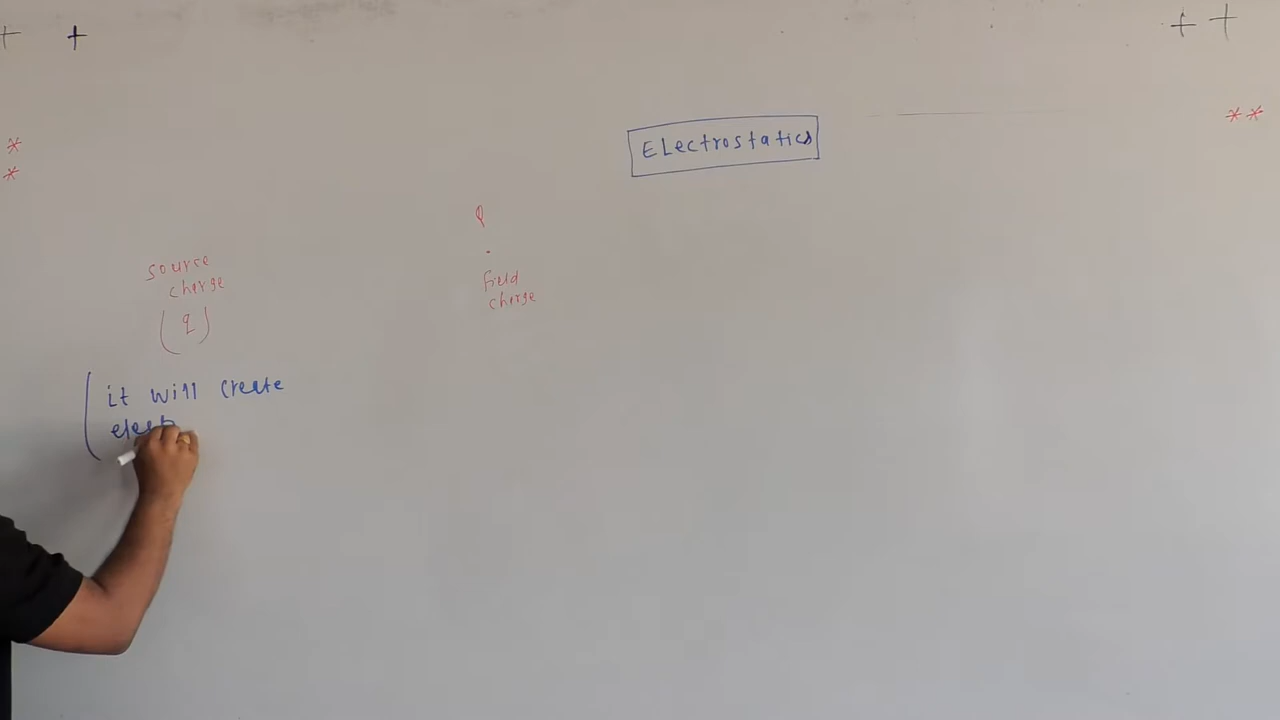 + +
+ +
* *
*
*
ELectrostatics
Q
.
source
charge
(q)
field
charge
(it will create
elect